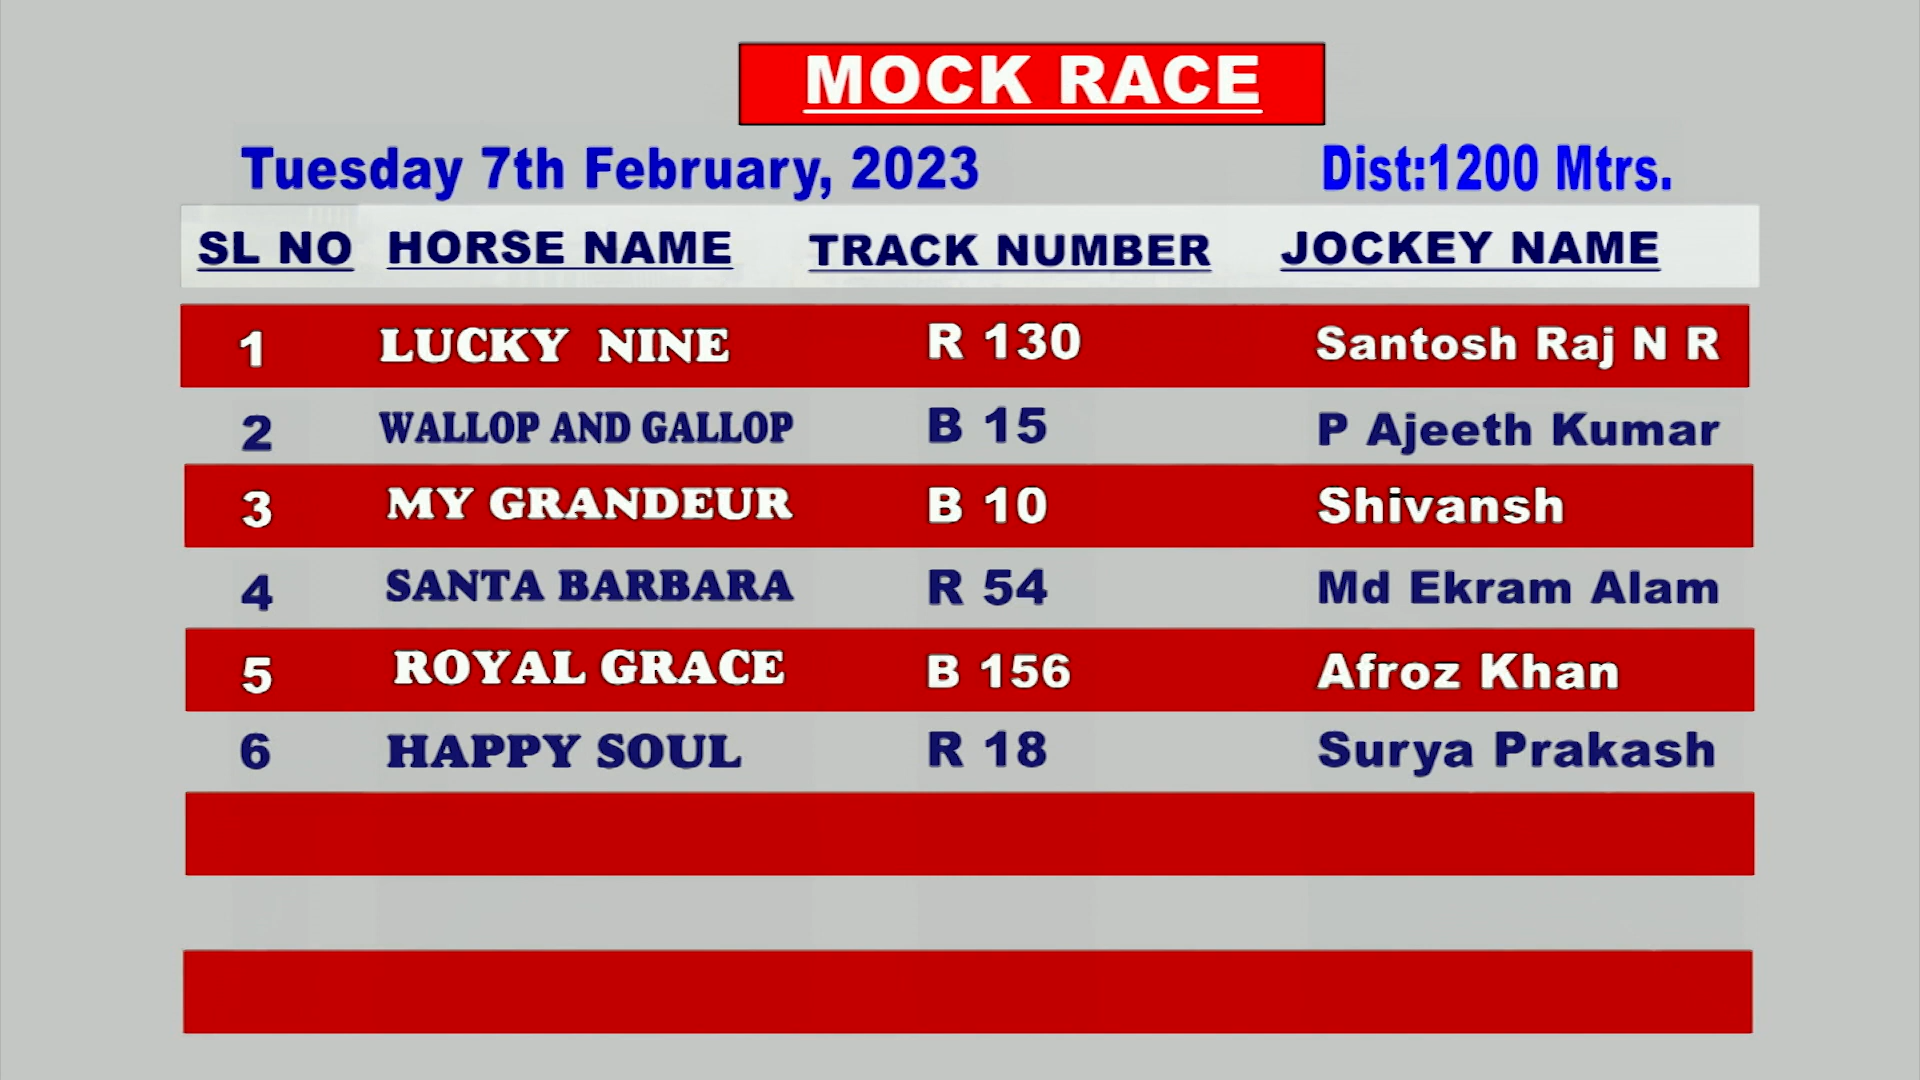 MOCK RACE
Tuesday 7th February, 2023 Dist:1200 Mtrs.
SL NO HORSE NAME TRACK NUMBER JOCKEY NAME
1 LUCKY NINE R 130 Santosh Raj N R
2 WALLOP AND GALLOP B 15 P Ajeeth Kumar
3 MY GRANDEUR B 10 Shivansh
4 SANTA BARBARA R 54 Md Ekram Alam
5 ROYAL GRACE B 156 Afroz Khan
6 HAPPY SOUL R 18 Surya Prakash